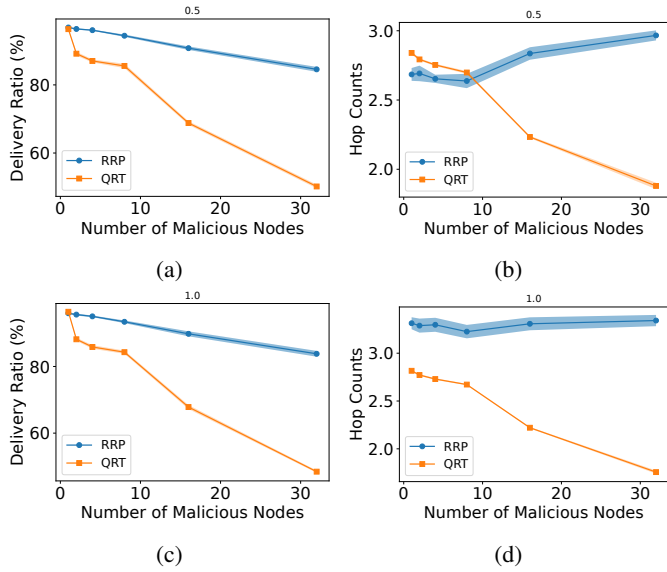 0.5
Delivery Ratio (%)
80
60
RRP
QRT
0 10 20 30
Number of Malicious Nodes
(a)
0.5
Hop Counts
3.0
2.5
2.0
RRP
QRT
0 10 20 30
Number of Malicious Nodes
(b)
1.0
Delivery Ratio (%)
80
60
RRP
QRT
0 10 20 30
Number of Malicious Nodes
(c)
1.0
Hop Counts
3.0
2.5
2.0
RRP
QRT
0 10 20 30
Number of Malicious Nodes
(d)